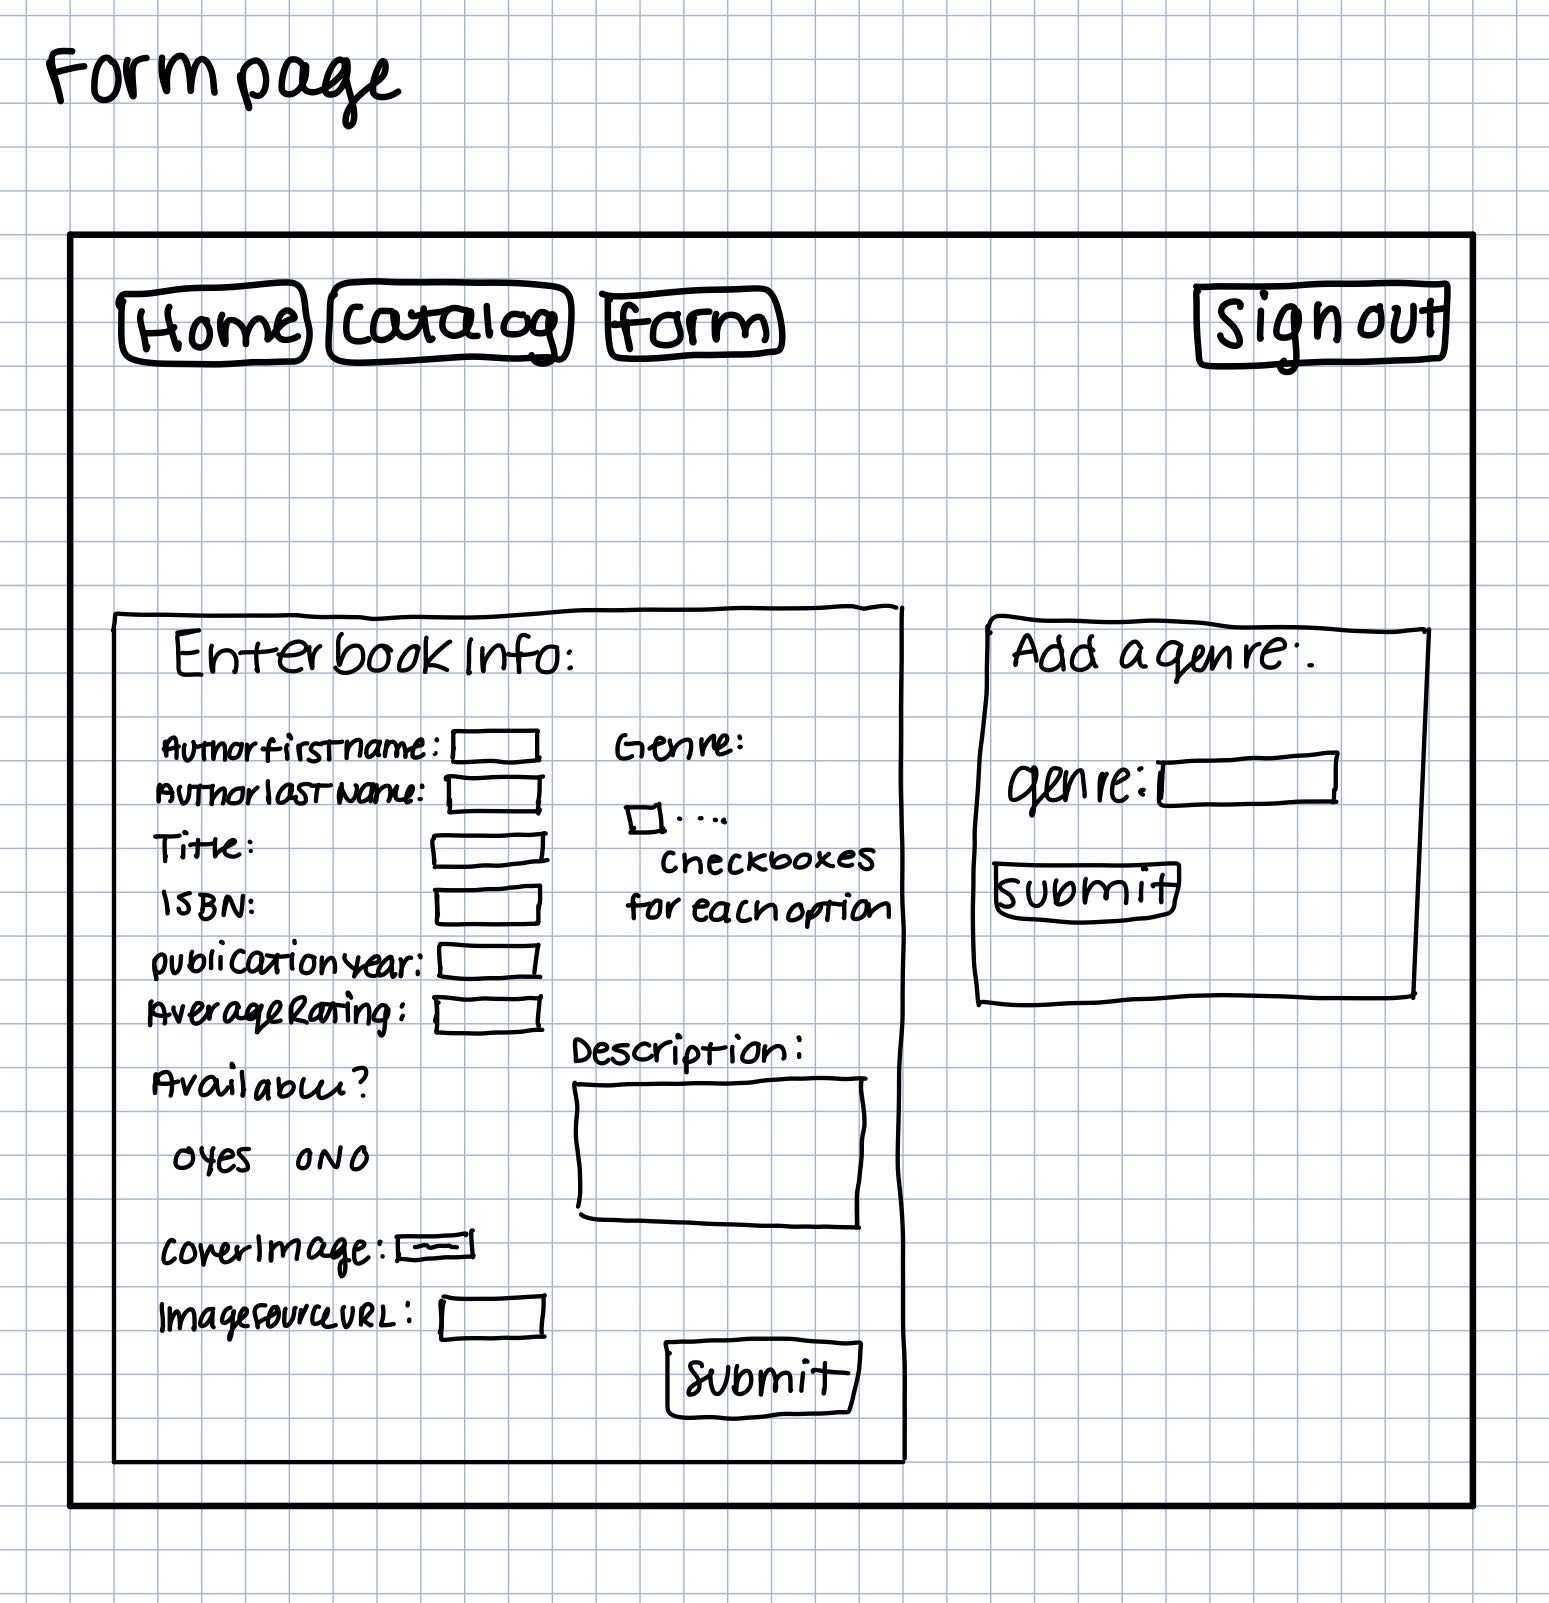 Form page
Home Catalog form Sign out
Enter book Info:
Author first name:
Author last Name:
Title:
ISBN:
publication year:
Average Rating:
Available?
o yes o NO
cover Image:
Image source URL:
Genre:
....
checkboxes
for each option
Description:
submit
Add a genre:
genre:
submit